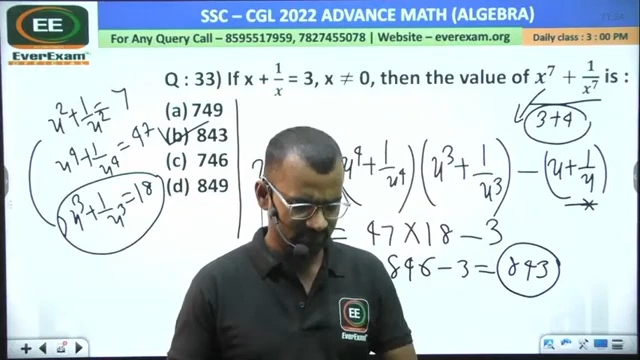 EE
EverExam
OFFICIAL
SSC – CGL 2022 ADVANCE MATH (ALGEBRA)
For Any Query Call – 8595517959, 7827455078 | Website – everexam.org
Daily class : 3 : 00 PM
Q : 33) If x + 1/x = 3, x ≠ 0, then the value of x⁷ + 1/x⁷ is :
(a) 749
(b) 843
(c) 746
(d) 849
x² + 1/x² = 7
x⁴ + 1/x⁴ = 47
x³ + 1/x³ = 18
3+4
x⁴ + 1/x⁴) (x³ + 1/x³) − (x + 1/x)
= 47 × 18 − 3
846 − 3 = 843
EE
EverExam